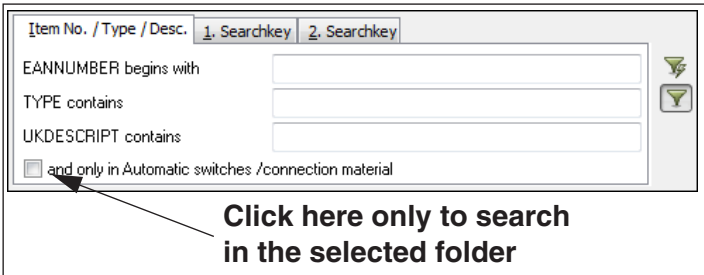 Item No. / Type / Desc. 1. Searchkey 2. Searchkey
EANNUMBER begins with
TYPE contains
UKDESCRIPT contains
and only in Automatic switches /connection material
Click here only to search
in the selected folder